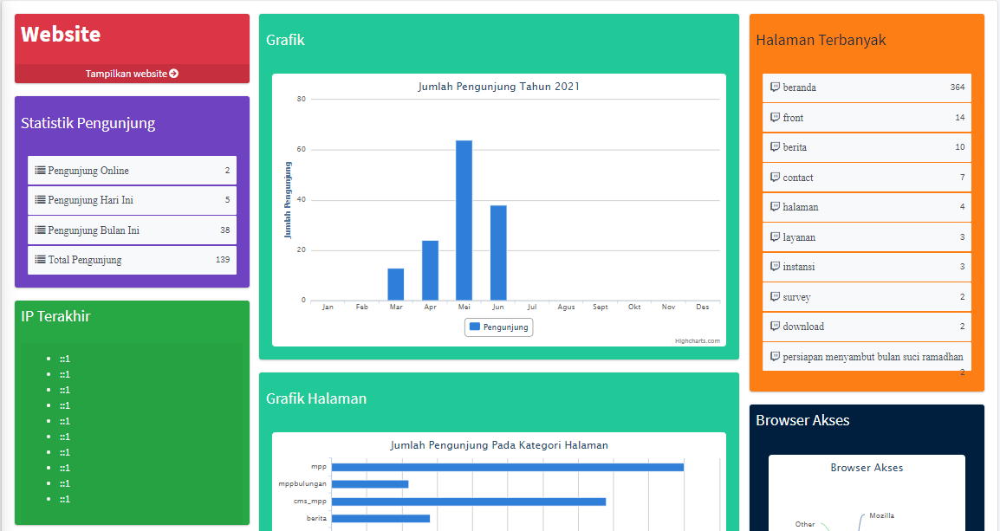 Website
Tampilkan website
Statistik Pengunjung
Pengunjung Online 2
Pengunjung Hari Ini 5
Pengunjung Bulan Ini 38
Total Pengunjung 139
IP Terakhir
::1
::1
::1
::1
::1
::1
::1
::1
::1
::1
Grafik
Jumlah Pengunjung Tahun 2021
Jumlah Pengunjung
80
60
40
20
0
Jan Feb Mar Apr Mei Jun Jul Agus Sept Okt Nov Des
Pengunjung
Highcharts.com
Grafik Halaman
Jumlah Pengunjung Pada Kategori Halaman
mpp
mppbulungan
cms_mpp
berita
Halaman Terbanyak
beranda 364
front 14
berita 10
contact 7
halaman 4
layanan 3
instansi 3
survey 2
download 2
persiapan menyambut bulan suci ramadhan
2
Browser Akses
Browser Akses
Mozilla
Other